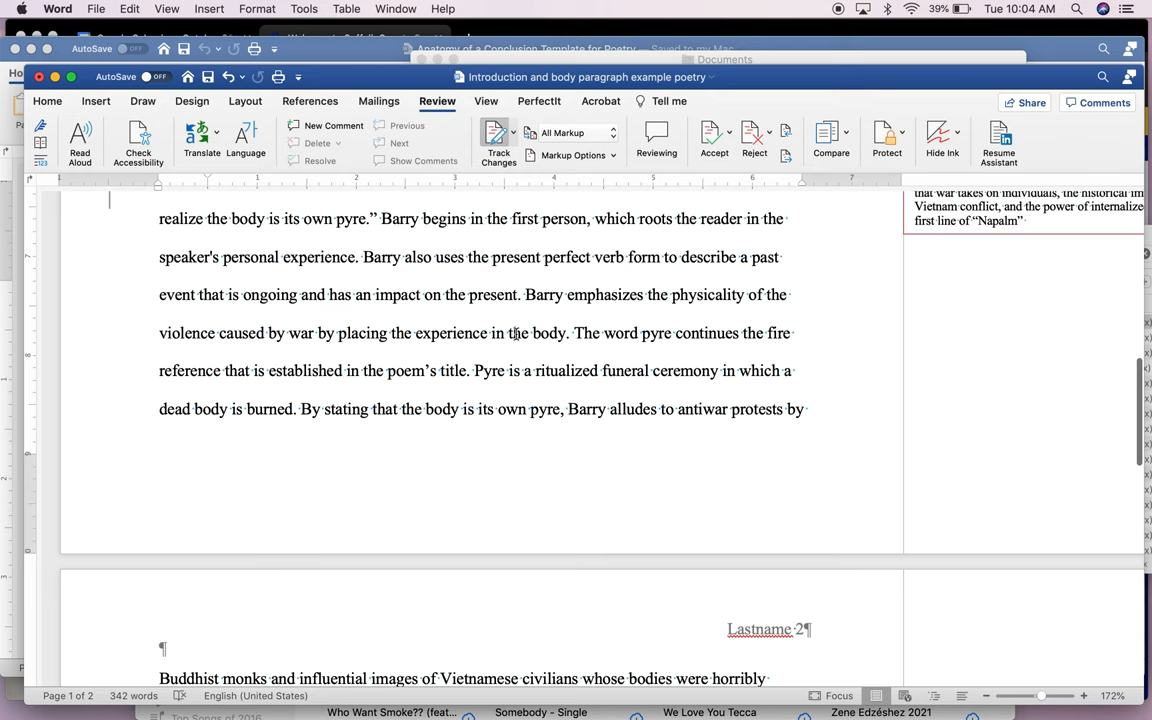 Word File Edit View Insert Format Tools Table Window Help 39% Tue 10:04 AM
AutoSave OFF Anatomy of a Conclusion Template for Poetry — Saved to my Mac
Documents
AutoSave OFF Introduction and body paragraph example poetry
Home Insert Draw Design Layout References Mailings Review View PerfectIt Acrobat Tell me Share Comments
Read Aloud
Check Accessibility
Translate
Language
New Comment
Delete
Resolve
Previous
Next
Show Comments
Track Changes
All Markup
Markup Options
Reviewing
Accept
Reject
Compare
Protect
Hide Ink
Resume Assistant
1 1 2 3 4 5 6 7
that war takes on individuals, the historical im
Vietnam conflict, and the power of internalize
first line of “Napalm”
realize the body is its own pyre.” Barry begins in the first person, which roots the reader in the
speaker's personal experience. Barry also uses the present perfect verb form to describe a past
event that is ongoing and has an impact on the present. Barry emphasizes the physicality of the
violence caused by war by placing the experience in the body. The word pyre continues the fire
reference that is established in the poem’s title. Pyre is a ritualized funeral ceremony in which a
dead body is burned. By stating that the body is its own pyre, Barry alludes to antiwar protests by
Lastname 2¶
¶
Buddhist monks and influential images of Vietnamese civilians whose bodies were horribly
Page 1 of 2 342 words English (United States) Focus 172%
Top Songs of 2016 Who Want Smoke?? (feat... Somebody - Single We Love You Tecca Zene Edzéshez 2021